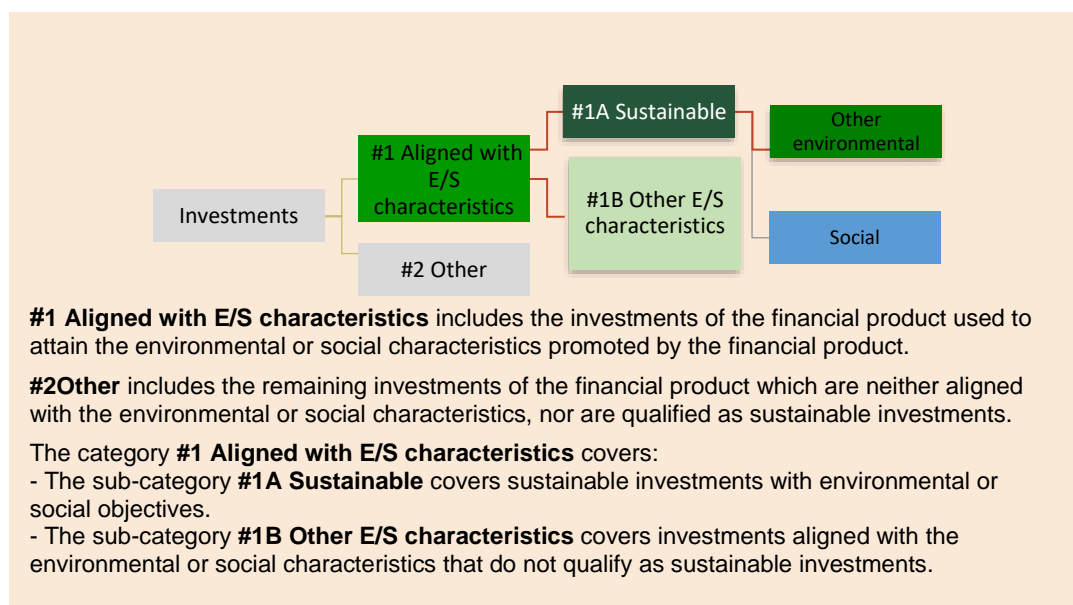 #1A Sustainable
Other
environmental
#1 Aligned with
E/S
characteristics
#1B Other E/S
characteristics
Investments
Social
#2 Other
#1 Aligned with E/S characteristics includes the investments of the financial product used to
attain the environmental or social characteristics promoted by the financial product.
#2Other includes the remaining investments of the financial product which are neither aligned
with the environmental or social characteristics, nor are qualified as sustainable investments.
The category #1 Aligned with E/S characteristics covers:
- The sub-category #1A Sustainable covers sustainable investments with environmental or
social objectives.
- The sub-category #1B Other E/S characteristics covers investments aligned with the
environmental or social characteristics that do not qualify as sustainable investments.